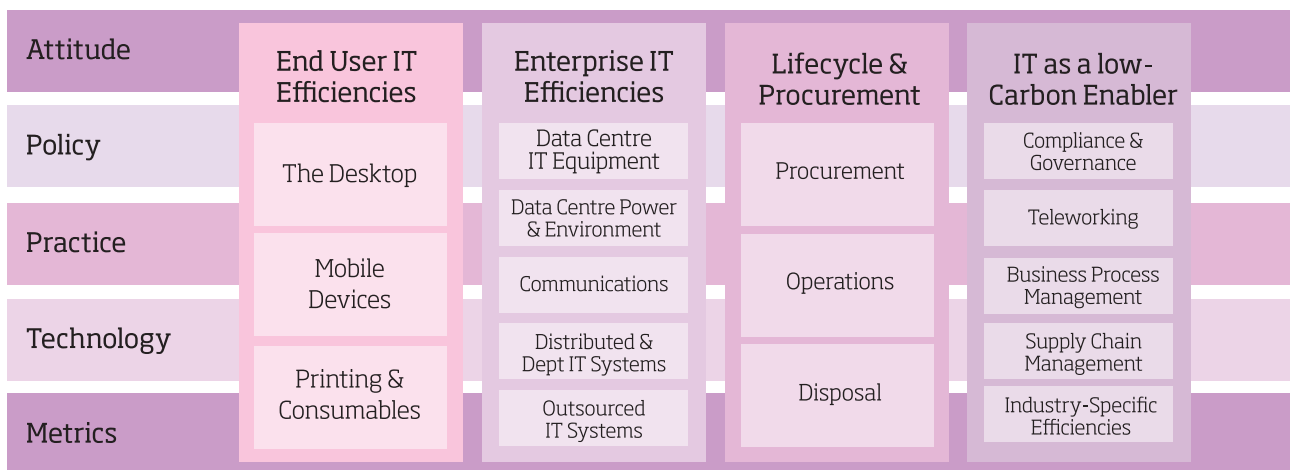 Attitude
Policy
Practice
Technology
Metrics
End User IT
Efficiencies
The Desktop
Mobile
Devices
Printing &
Consumables
Enterprise IT
Efficiencies
Data Centre
IT Equipment
Data Centre Power
& Environment
Communications
Distributed &
Dept IT Systems
Outsourced
IT Systems
Lifecycle &
Procurement
Procurement
Operations
Disposal
IT as a low-
Carbon Enabler
Compliance &
Governance
Teleworking
Business Process
Management
Supply Chain
Management
Industry-Specific
Efficiencies